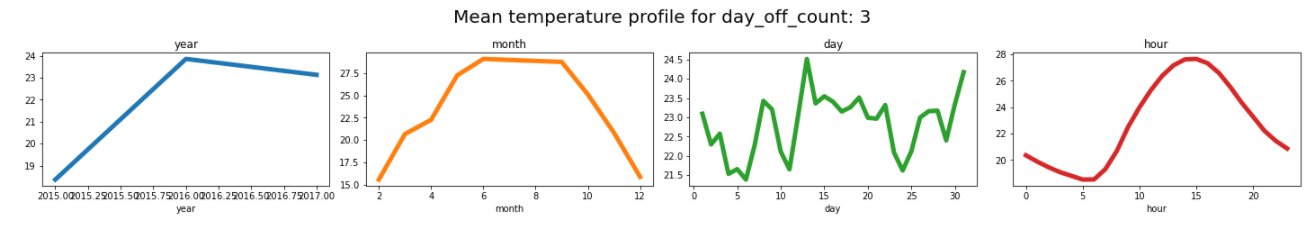 Mean temperature profile for day_off_count: 3
year
24
23
22
21
20
19
2015.00 2015.25 2015.50 2015.75 2016.00 2016.25 2016.50 2016.75 2017.00
year
month
27.5
25.0
22.5
20.0
17.5
15.0
2 4 6 8 10 12
month
day
24.5
24.0
23.5
23.0
22.5
22.0
21.5
0 5 10 15 20 25 30
day
hour
28
26
24
22
20
0 5 10 15 20
hour